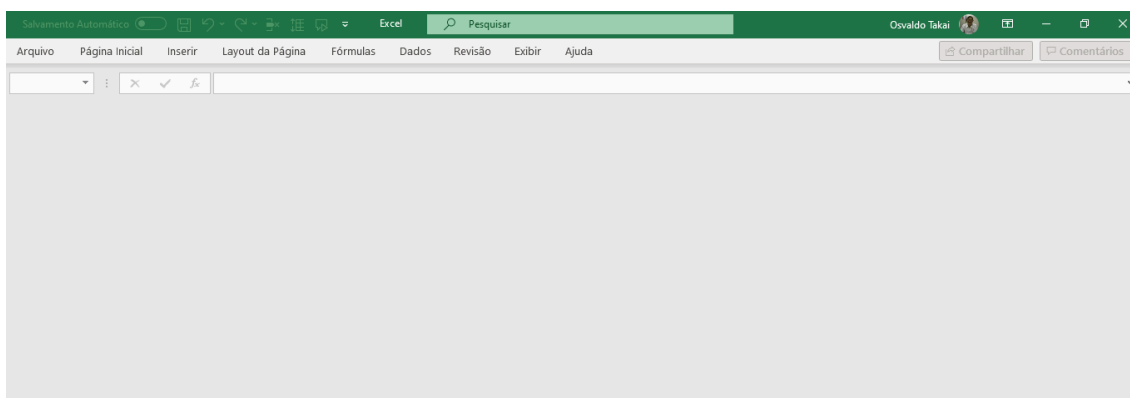 Salvamento Automático Excel Pesquisar Osvaldo Takai
Arquivo Página Inicial Inserir Layout da Página Fórmulas Dados Revisão Exibir Ajuda Compartilhar Comentários
fx